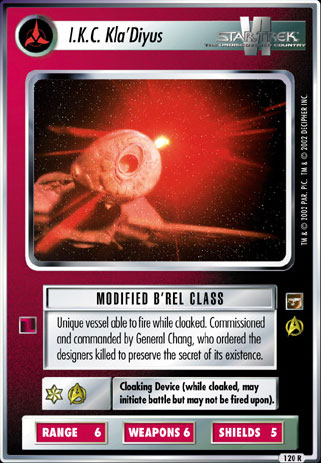 I.K.C. Kla'Diyus
STAR TREK
VI
THE UNDISCOVERED COUNTRY
MODIFIED B'REL CLASS
Unique vessel able to fire while cloaked. Commissioned
and commanded by General Chang, who ordered the
designers killed to preserve the secret of its existence.
Cloaking Device (while cloaked, may
initiate battle but may not be fired upon).
RANGE 6
WEAPONS 6
SHIELDS 5
120 R
TM & © 2002 PAR. PIC. TM & © 2002 DECIPHER INC.